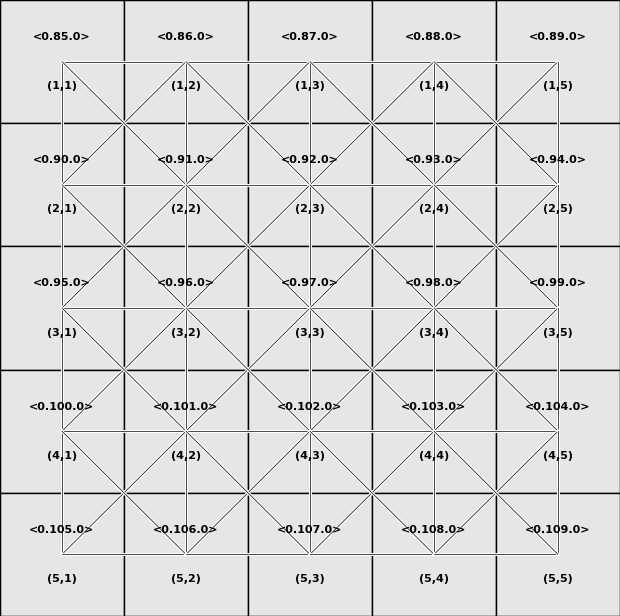 <0.85.0> <0.86.0> <0.87.0> <0.88.0> <0.89.0>
(1,1) (1,2) (1,3) (1,4) (1,5)
<0.90.0> <0.91.0> <0.92.0> <0.93.0> <0.94.0>
(2,1) (2,2) (2,3) (2,4) (2,5)
<0.95.0> <0.96.0> <0.97.0> <0.98.0> <0.99.0>
(3,1) (3,2) (3,3) (3,4) (3,5)
<0.100.0> <0.101.0> <0.102.0> <0.103.0> <0.104.0>
(4,1) (4,2) (4,3) (4,4) (4,5)
<0.105.0> <0.106.0> <0.107.0> <0.108.0> <0.109.0>
(5,1) (5,2) (5,3) (5,4) (5,5)